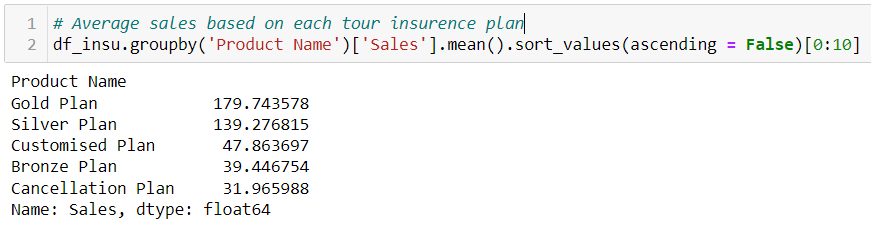 1 # Average sales based on each tour insurence plan
2 df_insu.groupby('Product Name')['Sales'].mean().sort_values(ascending = False)[0:10]
Product Name
Gold Plan 179.743578
Silver Plan 139.276815
Customised Plan 47.863697
Bronze Plan 39.446754
Cancellation Plan 31.965988
Name: Sales, dtype: float64